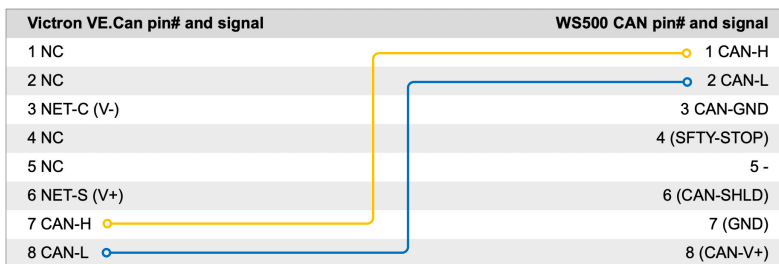 Victron VE.Can pin# and signal WS500 CAN pin# and signal
1 NC 1 CAN-H
2 NC 2 CAN-L
3 NET-C (V-) 3 CAN-GND
4 NC 4 (SFTY-STOP)
5 NC 5 -
6 NET-S (V+) 6 (CAN-SHLD)
7 CAN-H 7 (GND)
8 CAN-L 8 (CAN-V+)